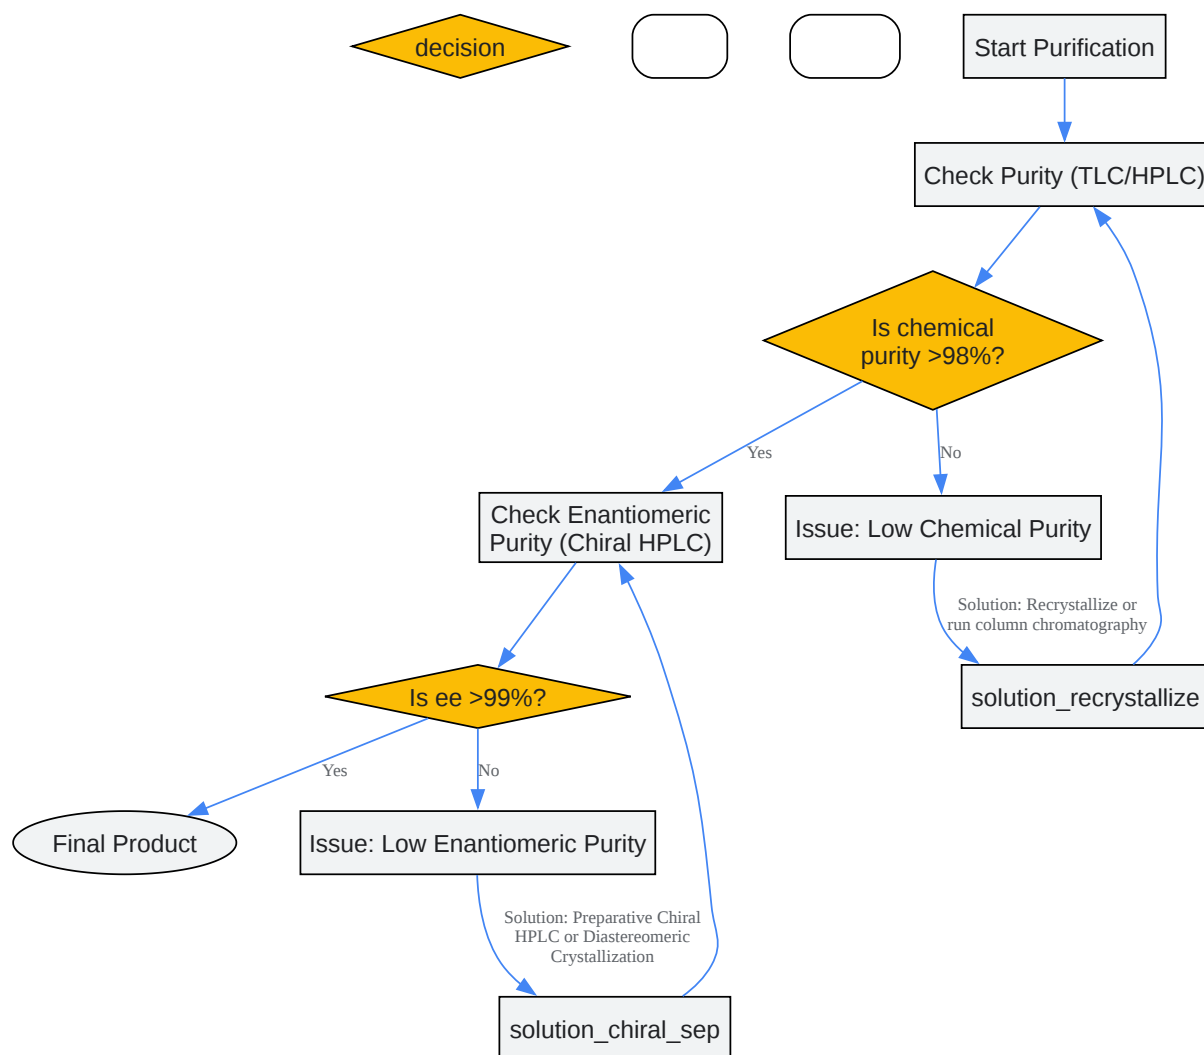 decision
Start Purification
Check Purity (TLC/HPLC)
Is chemical
purity >98%?
Yes
No
Check Enantiomeric
Purity (Chiral HPLC)
Issue: Low Chemical Purity
Solution: Recrystallize or
run column chromatography
Is ee >99%?
solution_recrystallize
Yes
No
Final Product
Issue: Low Enantiomeric Purity
Solution: Preparative Chiral
HPLC or Diastereomeric
Crystallization
solution_chiral_sep